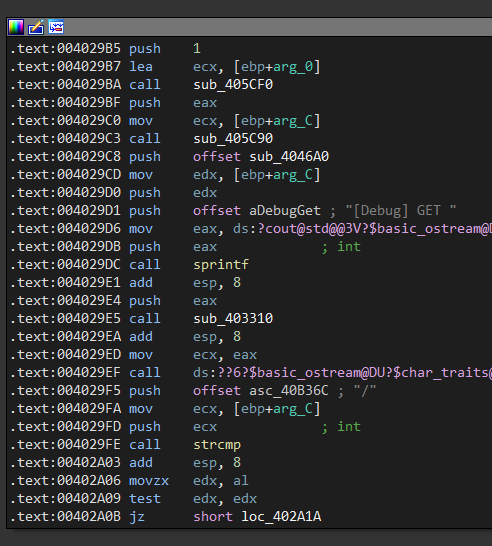 .text:004029B5 push    1
.text:004029B7 lea     ecx, [ebp+arg_0]
.text:004029BA call    sub_405CF0
.text:004029BF push    eax
.text:004029C0 mov     ecx, [ebp+arg_C]
.text:004029C3 call    sub_405C90
.text:004029C8 push    offset sub_4046A0
.text:004029CD mov     edx, [ebp+arg_C]
.text:004029D0 push    edx
.text:004029D1 push    offset aDebugGet ; "[Debug] GET "
.text:004029D6 mov     eax, ds:?cout@std@@3V?$basic_ostream@D
.text:004029DB push    eax             ; int
.text:004029DC call    sprintf
.text:004029E1 add     esp, 8
.text:004029E4 push    eax
.text:004029E5 call    sub_403310
.text:004029EA add     esp, 8
.text:004029ED mov     ecx, eax
.text:004029EF call    ds:??6?$basic_ostream@DU?$char_traits@
.text:004029F5 push    offset asc_40B36C ; "/"
.text:004029FA mov     ecx, [ebp+arg_C]
.text:004029FD push    ecx             ; int
.text:004029FE call    strcmp
.text:00402A03 add     esp, 8
.text:00402A06 movzx   edx, al
.text:00402A09 test    edx, edx
.text:00402A0B jz      short loc_402A1A